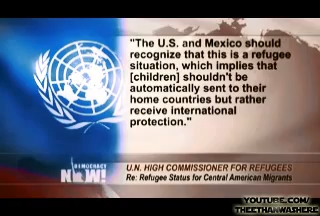 "The U.S. and Mexico should
recognize that this is a refugee
situation, which implies that
[children] shouldn't be
automatically sent to their
home countries but rather
receive international
protection."
DEMOCRACY
NOW!
U.N. HIGH COMMISSIONER FOR REFUGEES
Re: Refugee Status for Central American Migrants
YOUTUBE.COM/
THEETHANWASHERE